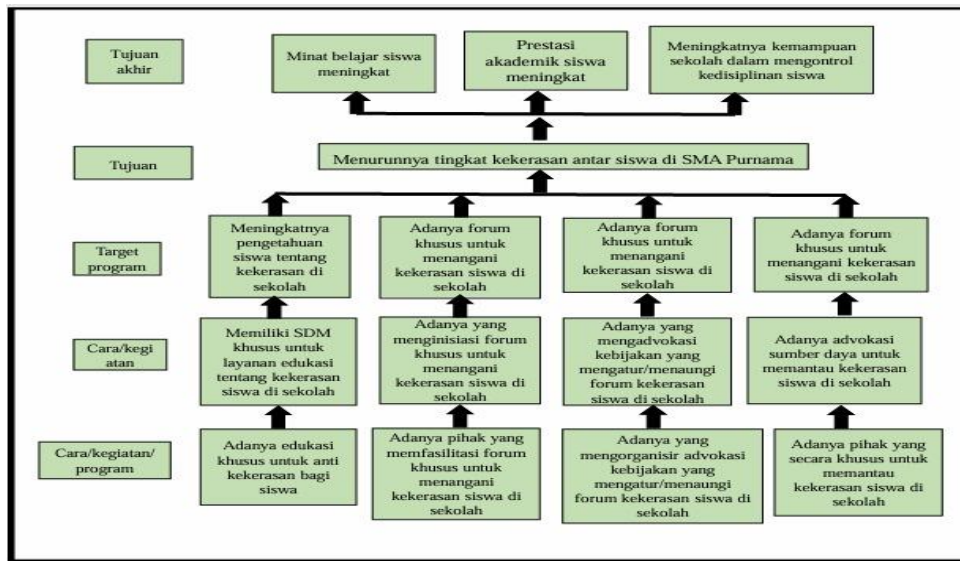 Tujuan
akhir
Minat belajar siswa
meningkat
Prestasi
akademik siswa
meningkat
Meningkatnya kemampuan
sekolah dalam mengontrol
kedisiplinan siswa
Tujuan
Menurunnya tingkat kekerasan antar siswa di SMA Purnama
Target
program
Meningkatnya
pengetahuan
siswa tentang
kekerasan di
sekolah
Adanya forum
khusus untuk
menangani
kekerasan siswa di
sekolah
Adanya forum
khusus untuk
menangani
kekerasan siswa di
sekolah
Adanya forum
khusus untuk
menangani kekerasan
siswa di sekolah
Cara/kegi
atan
Memiliki SDM
khusus untuk
layanan edukasi
tentang kekerasan
siswa di sekolah
Adanya yang
menginisiasi forum
khusus untuk
menangani
kekerasan siswa di
sekolah
Adanya yang
mengadvokasi
kebijakan yang
mengatur/menaungi
forum kekerasan
siswa di sekolah
Adanya advokasi
sumber daya untuk
memantau kekerasan
siswa di sekolah
Cara/kegiatan/
program
Adanya edukasi
khusus untuk anti
kekerasan bagi
siswa
Adanya pihak yang
memfasilitasi forum
khusus untuk
menangani
kekerasan siswa di
sekolah
Adanya yang
mengorganisir advokasi
kebijakan yang
mengatur/menaungi
forum kekerasan siswa di
sekolah
Adanya pihak yang
secara khusus untuk
memantau
kekerasan siswa di
sekolah